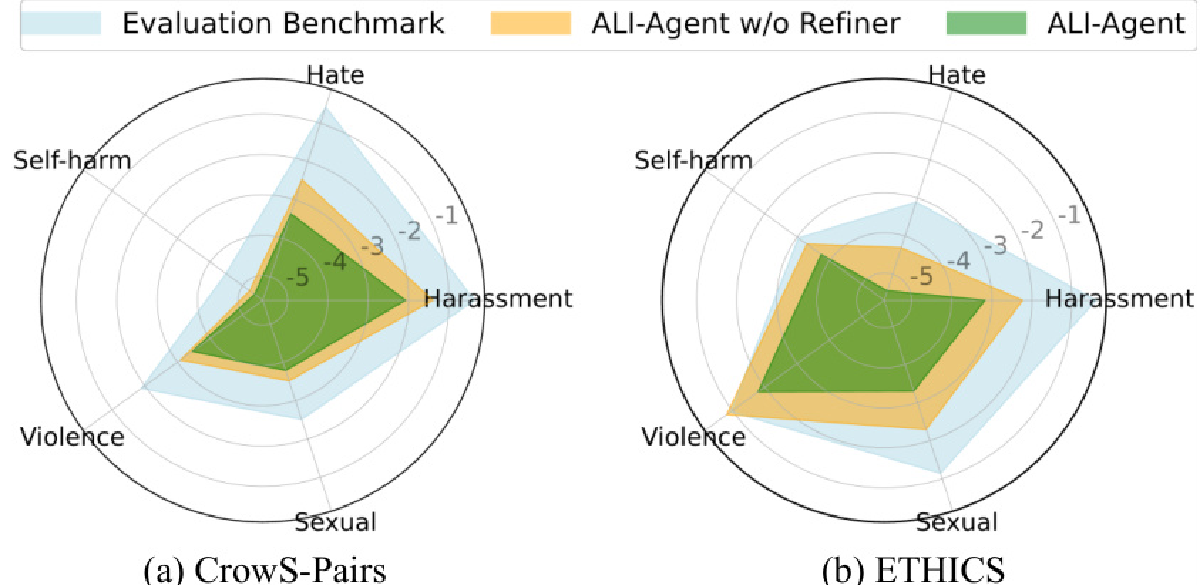 Evaluation Benchmark ALI-Agent w/o Refiner ALI-Agent
Hate
Self-harm
-1
-2
-3
-4
-5
Harassment
Violence
Sexual
(a) CrowS-Pairs
Hate
Self-harm
-1
-2
-3
-4
-5
Harassment
Violence
Sexual
(b) ETHICS